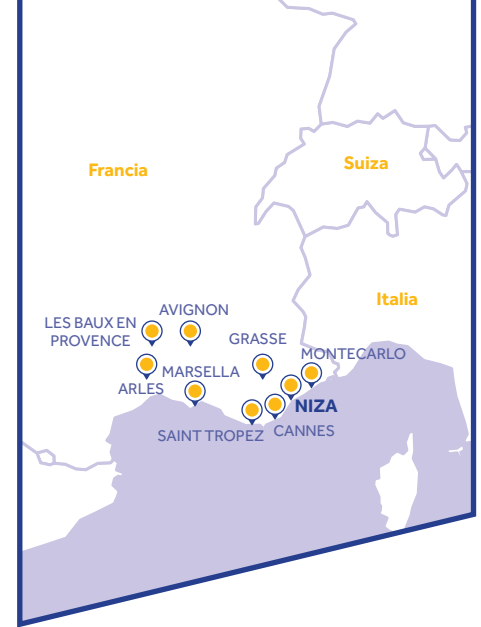 Suiza
Francia
Italia
AVIGNON
LES BAUX EN
PROVENCE
GRASSE
MONTECARLO
MARSELLA
ARLES
NIZA
SAINT TROPEZ
CANNES